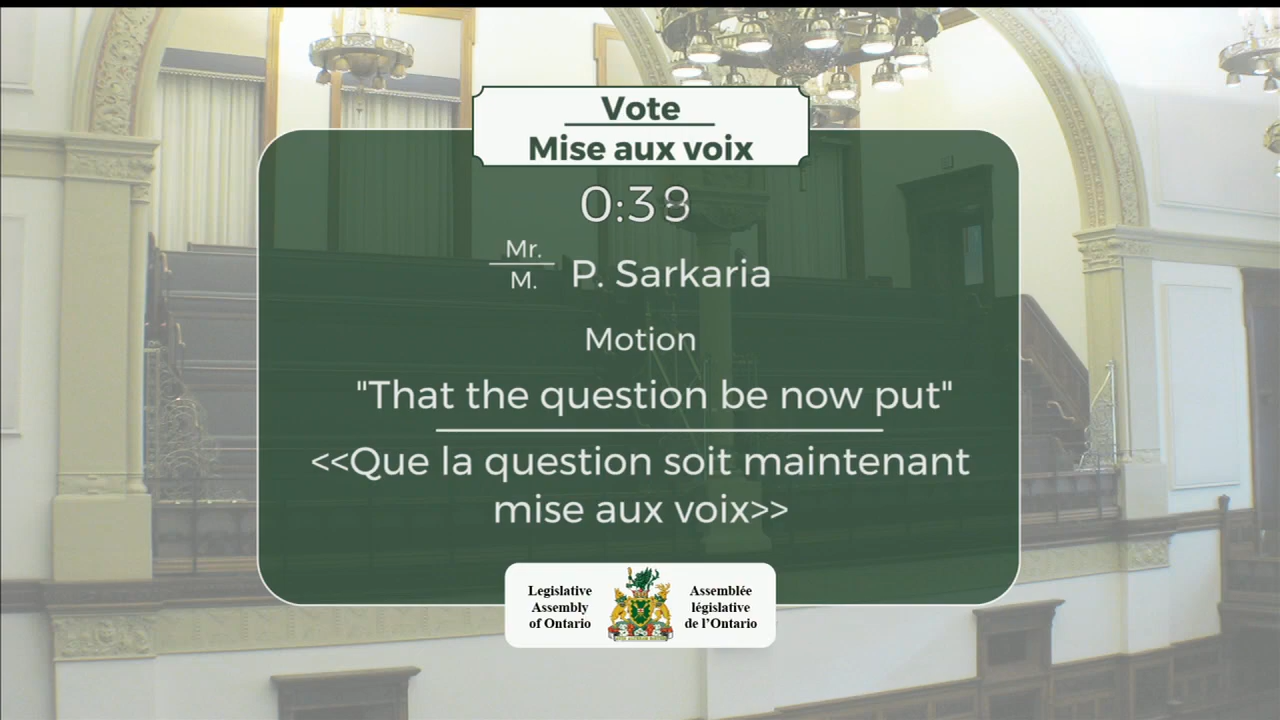 Vote
Mise aux voix
0:38
Mr.
M.
P. Sarkaria
Motion
"That the question be now put"
<<Que la question soit maintenant
mise aux voix>>
Legislative
Assembly
of Ontario
Assemblée
législative
de l'Ontario